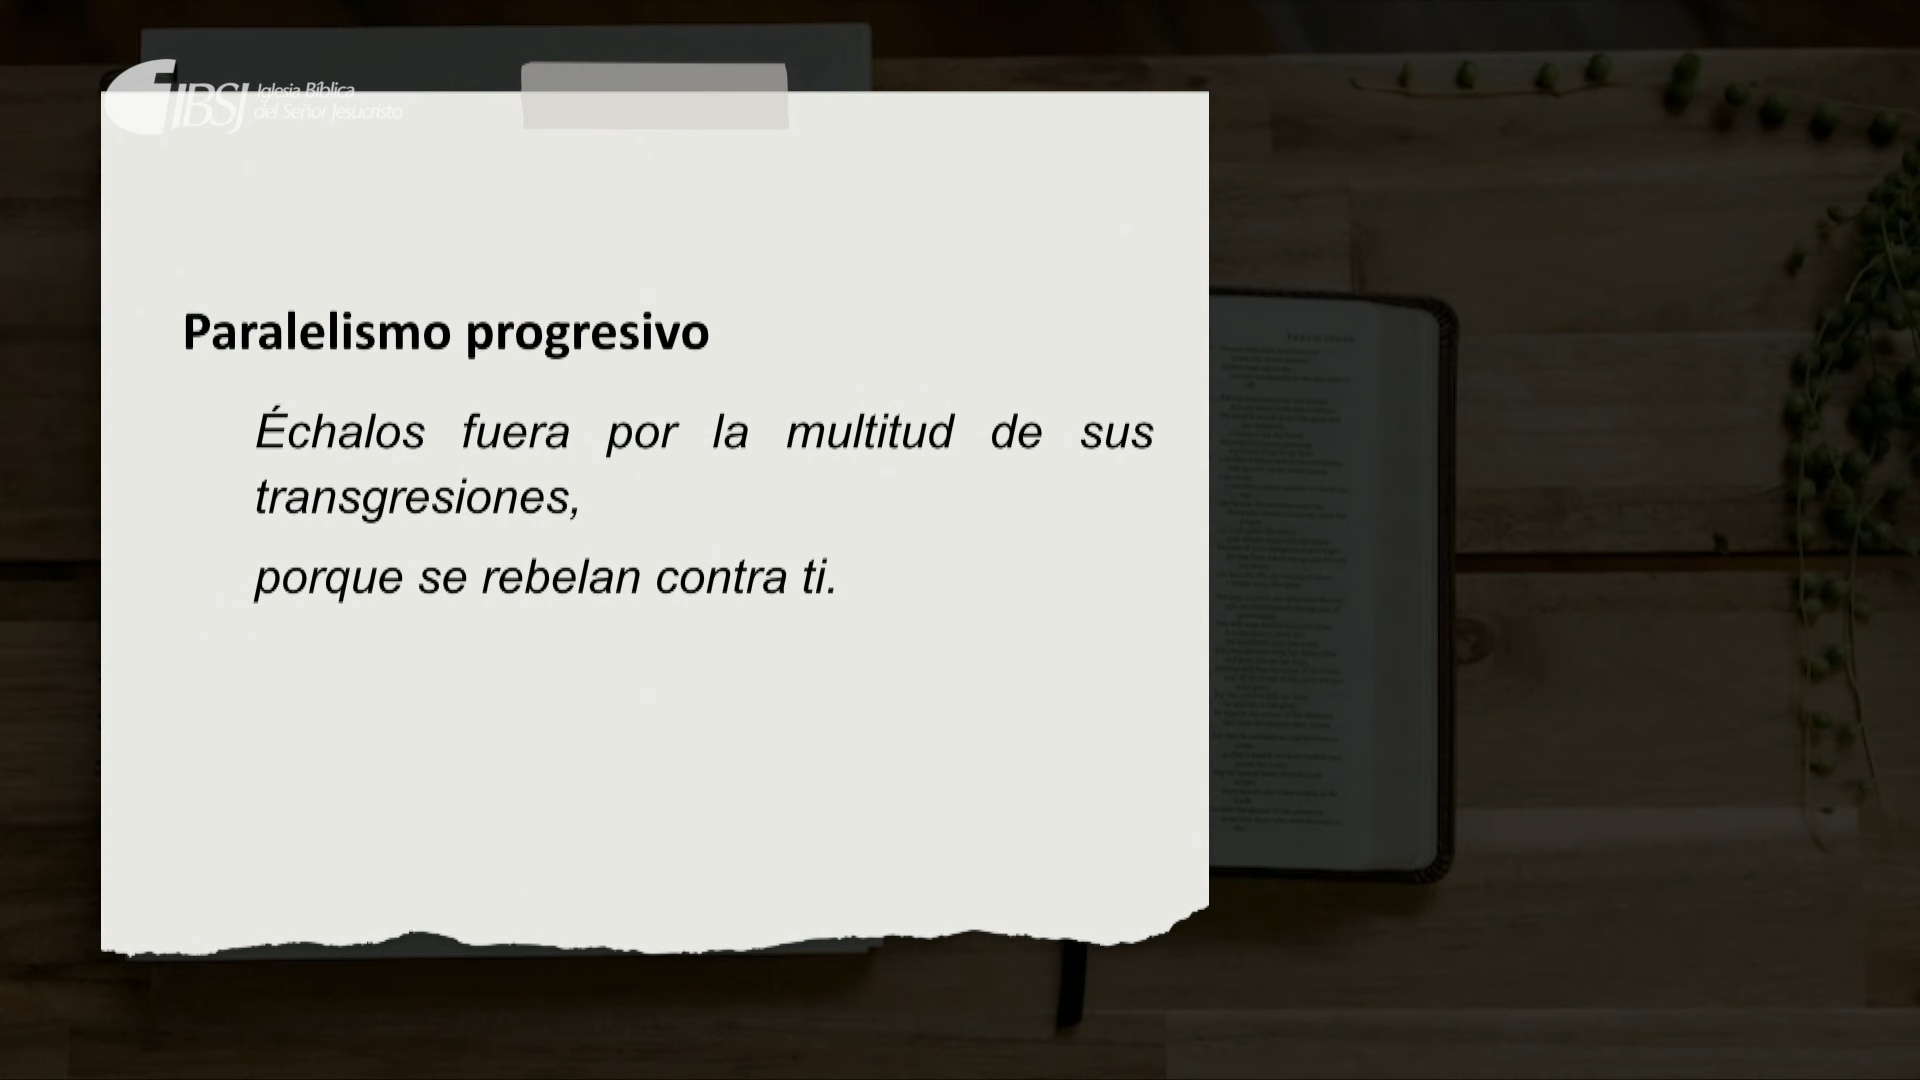 IBSJ Iglesia Bíblica
del Señor Jesucristo
Paralelismo progresivo
Échalos fuera por la multitud de sus
transgresiones,
porque se rebelan contra ti.